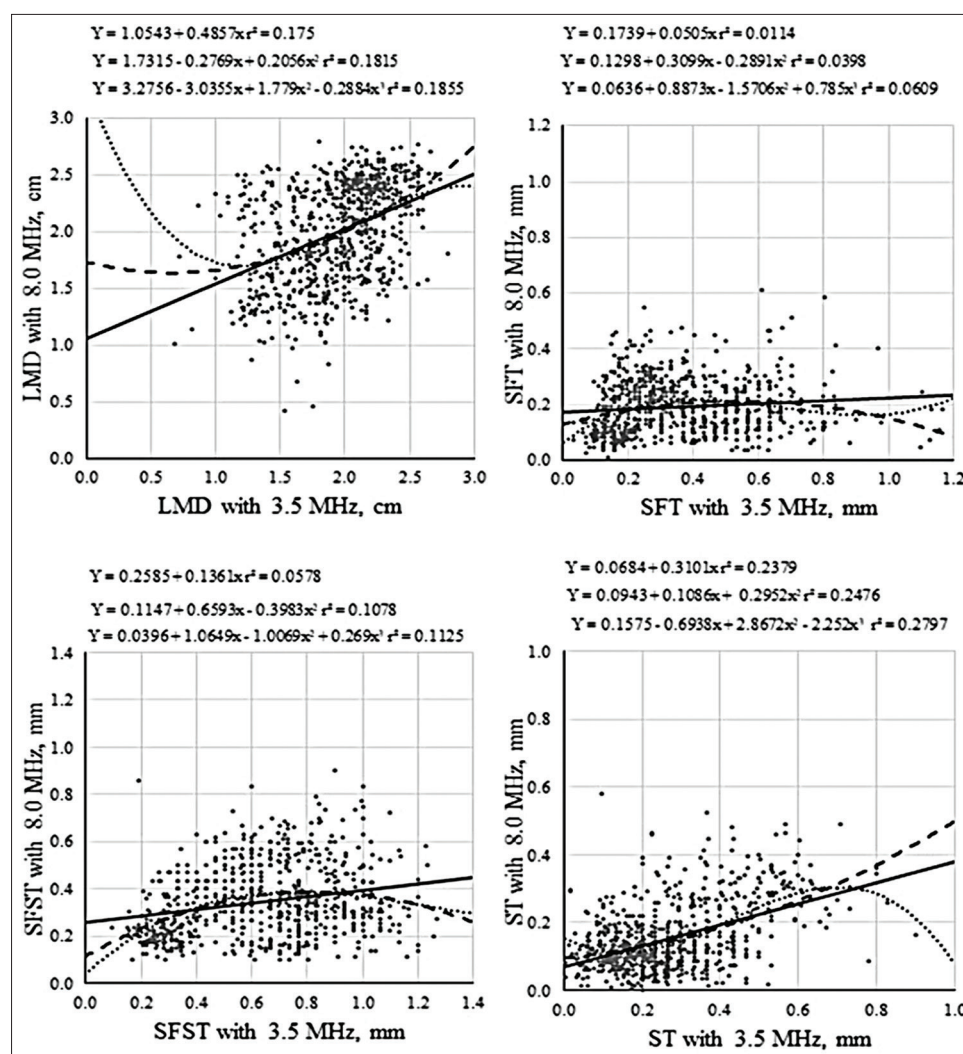 Y = 1.0543 + 0.4857x r² = 0.175
Y = 1.7315 - 0.2769x + 0.2056x² r² = 0.1815
Y = 3.2756 - 3.0355x + 1.779x² - 0.2884x³ r² = 0.1855
3.0
2.5
2.0
1.5
1.0
0.5
0.0
LMD with 8.0 MHz, cm
0.0 0.5 1.0 1.5 2.0 2.5 3.0
LMD with 3.5 MHz, cm
Y = 0.1739 + 0.0505x r² = 0.0114
Y = 0.1298 + 0.3099x - 0.2891x² r² = 0.0398
Y = 0.0636 + 0.8873x - 1.5706x² + 0.785x³ r² = 0.0609
1.2
1.0
0.8
0.6
0.4
0.2
0.0
SFT with 8.0 MHz, mm
0.0 0.2 0.4 0.6 0.8 1.0 1.2
SFT with 3.5 MHz, mm
Y = 0.2585 + 0.1361x r² = 0.0578
Y = 0.1147 + 0.6593x - 0.3983x² r² = 0.1078
Y = 0.0396 + 1.0649x - 1.0069x² + 0.269x³ r² = 0.1125
1.4
1.2
1.0
0.8
0.6
0.4
0.2
0.0
SFST with 8.0 MHz, mm
0.0 0.2 0.4 0.6 0.8 1.0 1.2 1.4
SFST with 3.5 MHz, mm
Y = 0.0684 + 0.3101x r² = 0.2379
Y = 0.0943 + 0.1086x + 0.2952x² r² = 0.2476
Y = 0.1575 - 0.6938x + 2.8672x² - 2.252x³ r² = 0.2797
1.0
0.8
0.6
0.4
0.2
0.0
ST with 8.0 MHz, mm
0.0 0.2 0.4 0.6 0.8 1.0
ST with 3.5 MHz, mm